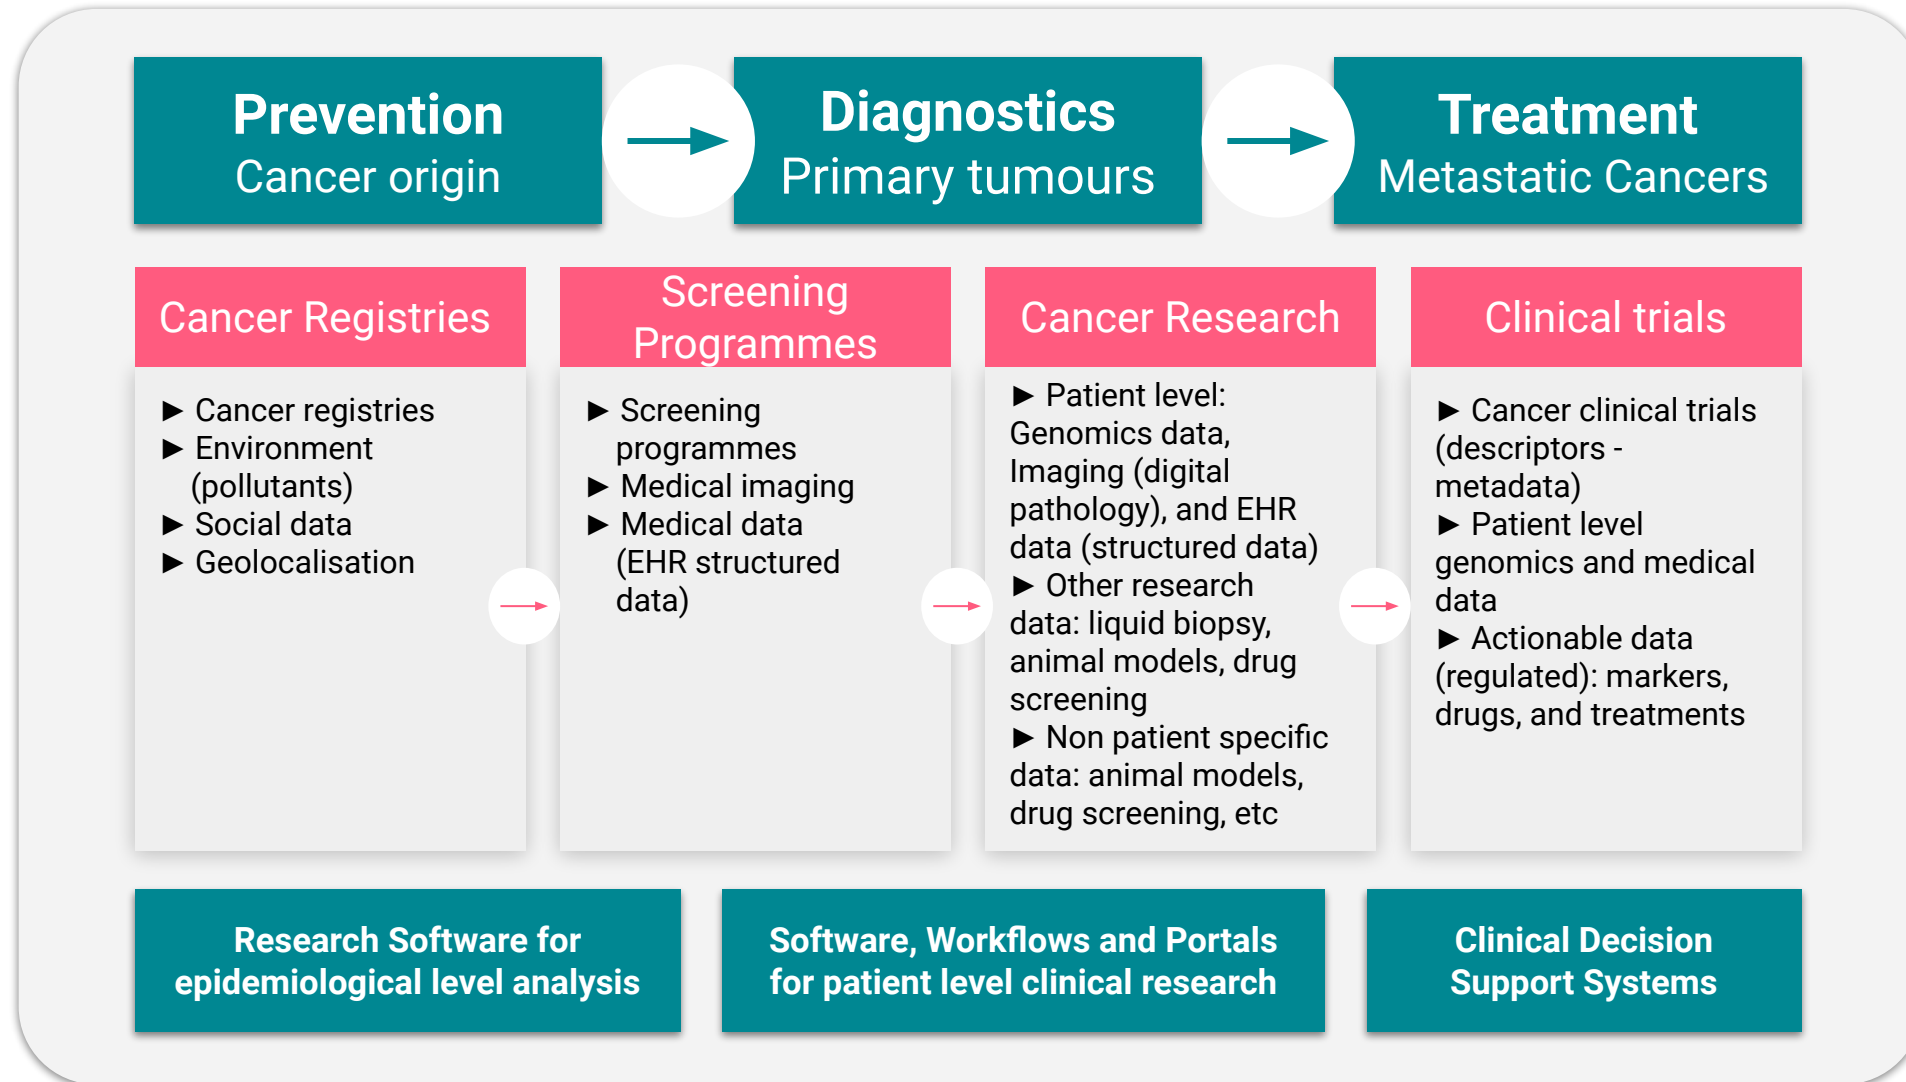 Prevention
Cancer origin
Diagnostics
Primary tumours
Treatment
Metastatic Cancers
Cancer Registries
► Cancer registries
► Environment
(pollutants)
► Social data
► Geolocalisation
Screening
Programmes
► Screening
programmes
► Medical imaging
► Medical data
(EHR structured
data)
Cancer Research
► Patient level:
Genomics data,
Imaging (digital
pathology), and EHR
data (structured data)
► Other research
data: liquid biopsy,
animal models, drug
screening
► Non patient specific
data: animal models,
drug screening, etc
Clinical trials
► Cancer clinical trials
(descriptors -
metadata)
► Patient level
genomics and medical
data
► Actionable data
(regulated): markers,
drugs, and treatments
Research Software for
epidemiological level analysis
Software, Workflows and Portals
for patient level clinical research
Clinical Decision
Support Systems